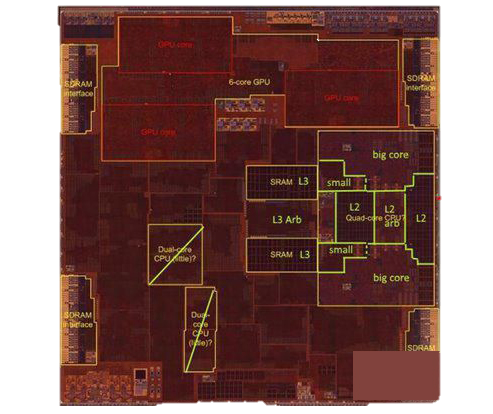 GPU core
SDRAM
interface
6-core GPU
GPU core
SDRAM
interface
GPU core
big core
SRAM L3
small
L3 Arb
L2
L2
arb
L2
Quad-core CPU?
SRAM L3
small
big core
Dual-core
CPU (little)?
Dual-
core
CPU
(little)?
SDRAM
interface
SDRAM